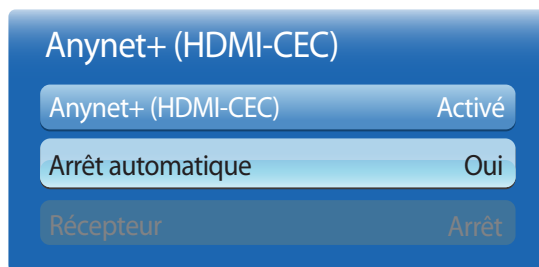 Anynet+ (HDMI-CEC)
Anynet+ (HDMI-CEC) Activé
Arrêt automatique Oui
Récepteur Arrêt